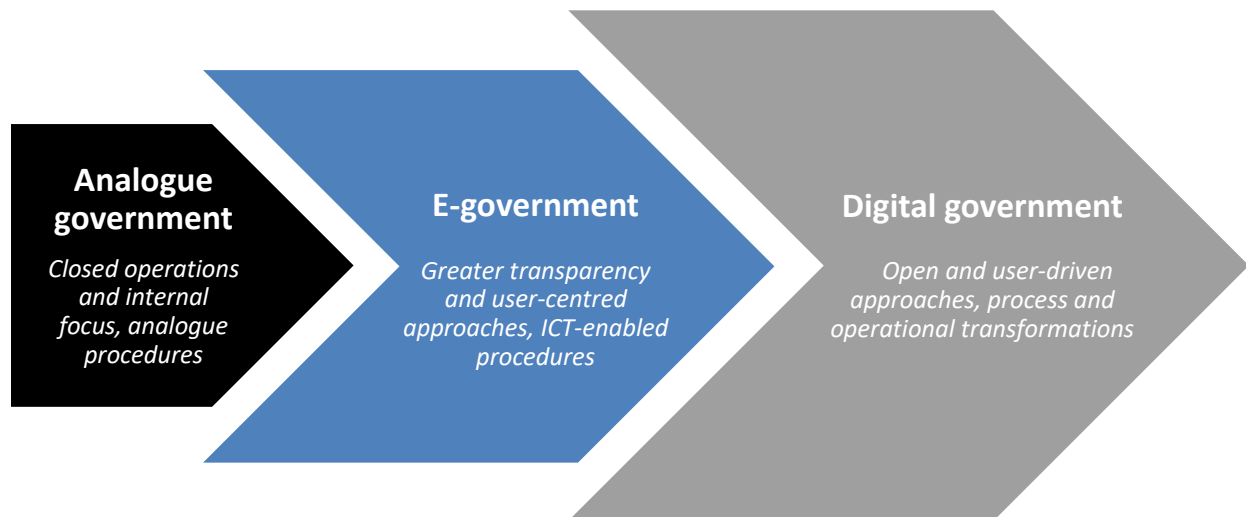 Analogue
government
Closed operations
and internal
focus, analogue
procedures
E-government
Greater transparency
and user-centred
approaches, ICT-enabled
procedures
Digital government
Open and user-driven
approaches, process and
operational transformations